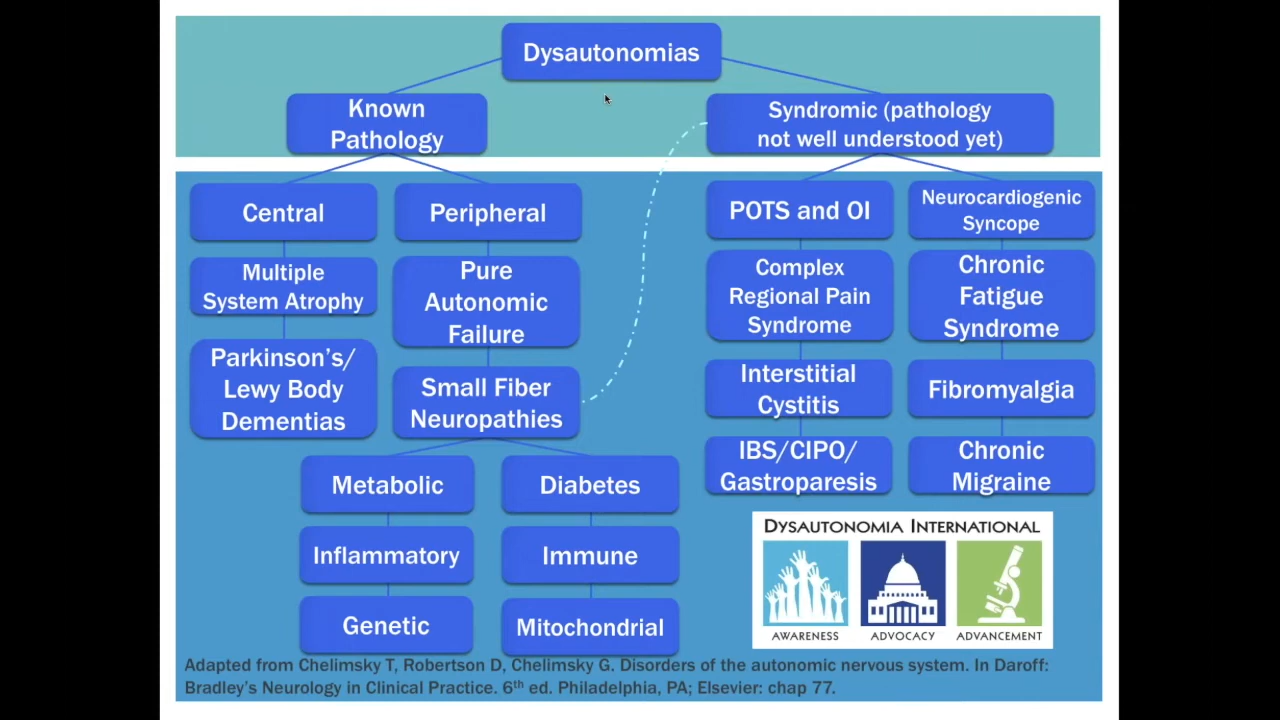 Dysautonomias
Known
Pathology
Syndromic (pathology
not well understood yet)
Central
Peripheral
POTS and OI
Neurocardiogenic
Syncope
Multiple
System Atrophy
Pure
Autonomic
Failure
Complex
Regional Pain
Syndrome
Chronic
Fatigue
Syndrome
Parkinson's/
Lewy Body
Dementias
Small Fiber
Neuropathies
Interstitial
Cystitis
Fibromyalgia
IBS/CIPO/
Gastroparesis
Chronic
Migraine
Metabolic
Diabetes
Inflammatory
Immune
Genetic
Mitochondrial
DYSAUTONOMIA INTERNATIONAL
AWARENESS
ADVOCACY
ADVANCEMENT
Adapted from Chelimsky T, Robertson D, Chelimsky G. Disorders of the autonomic nervous system. In Daroff:
Bradley's Neurology in Clinical Practice. 6th ed. Philadelphia, PA; Elsevier: chap 77.